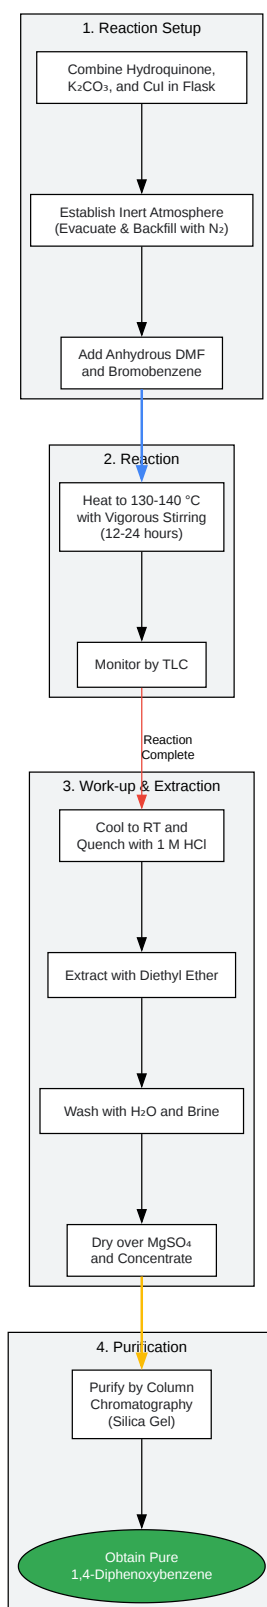 1. Reaction Setup
Combine Hydroquinone,
K₂CO₃, and CuI in Flask
Establish Inert Atmosphere
(Evacuate & Backfill with N₂)
Add Anhydrous DMF
and Bromobenzene
2. Reaction
Heat to 130-140 °C
with Vigorous Stirring
(12-24 hours)
Monitor by TLC
Reaction
Complete
3. Work-up & Extraction
Cool to RT and
Quench with 1 M HCl
Extract with Diethyl Ether
Wash with H₂O and Brine
Dry over MgSO₄
and Concentrate
4. Purification
Purify by Column
Chromatography
(Silica Gel)
Obtain Pure
1,4-Diphenoxybenzene